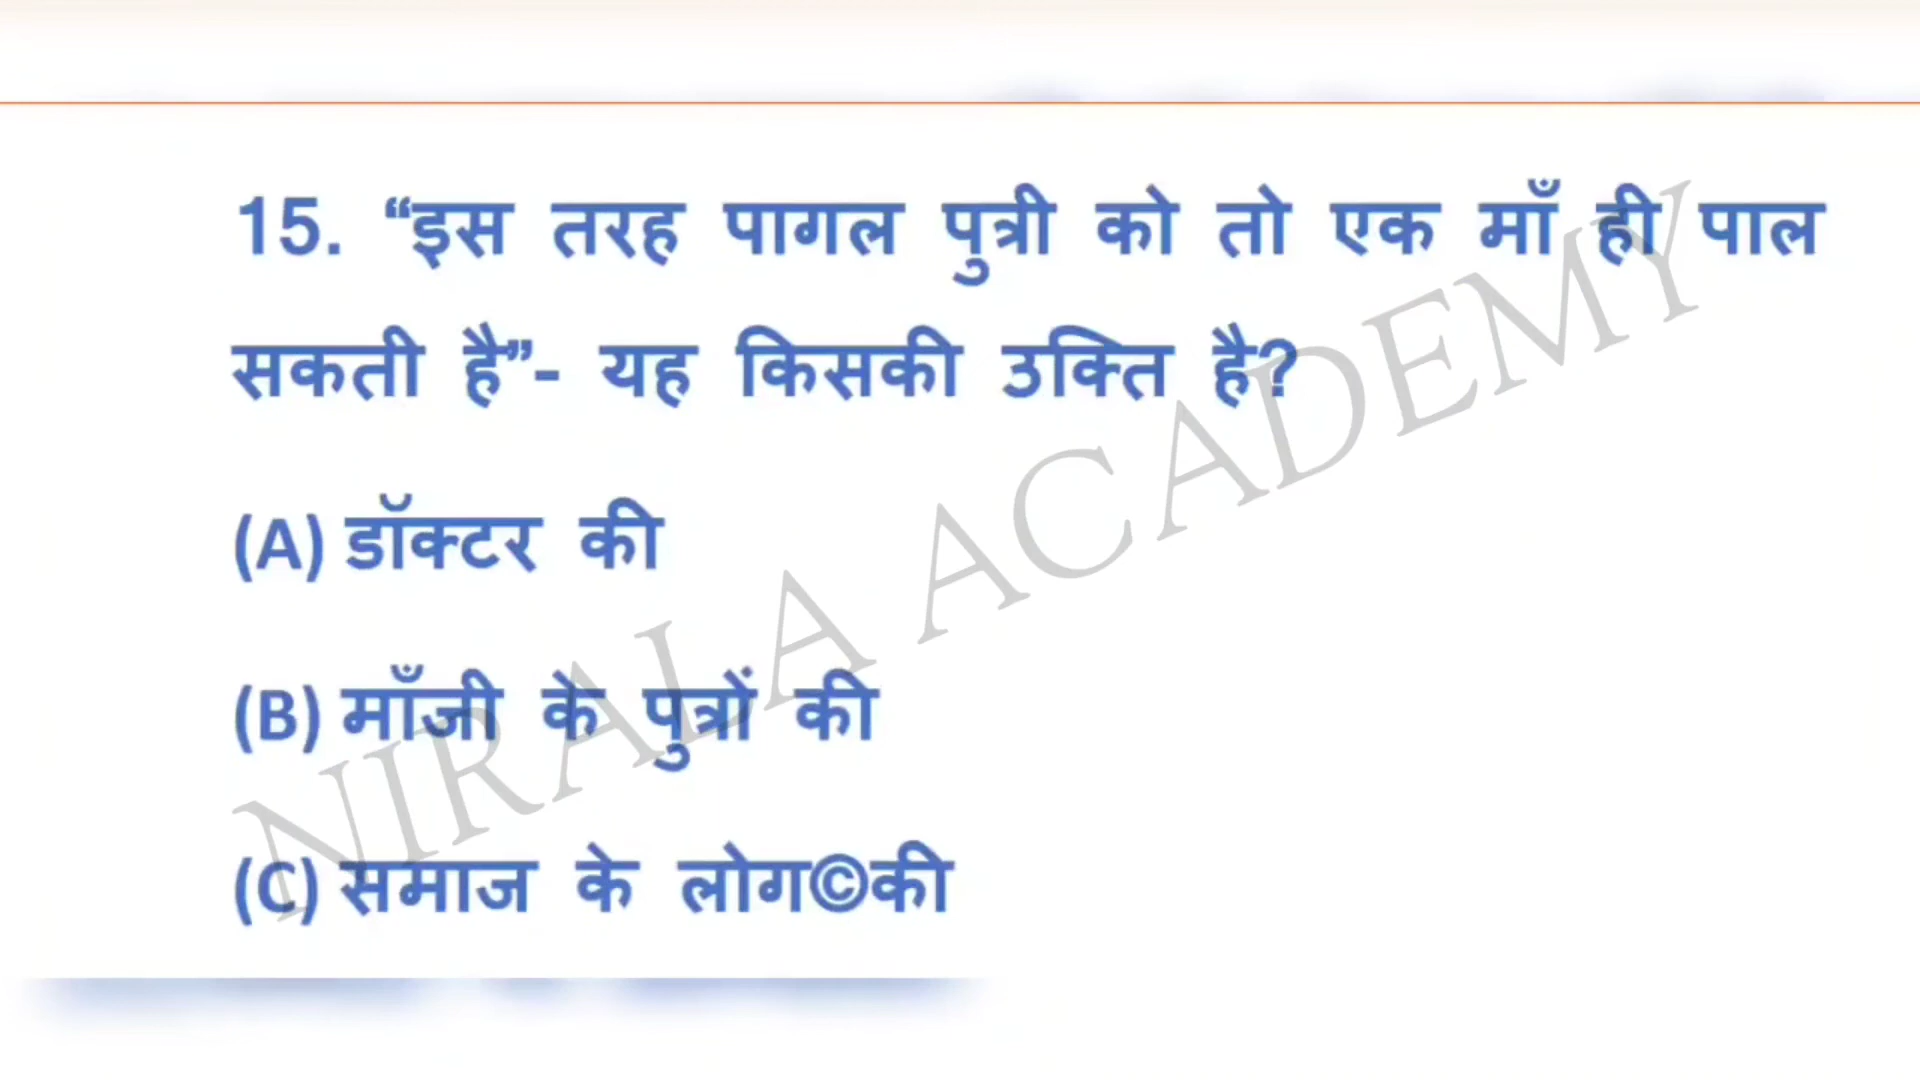 15. “इस तरह पागल पुत्री को तो एक माँ ही पाल
सकती है”- यह किसकी उक्ति है?
(A) डॉक्टर की
(B) माँजी के पुत्रों की
(C) समाज के लोग©की
NIRALA ACADEMY